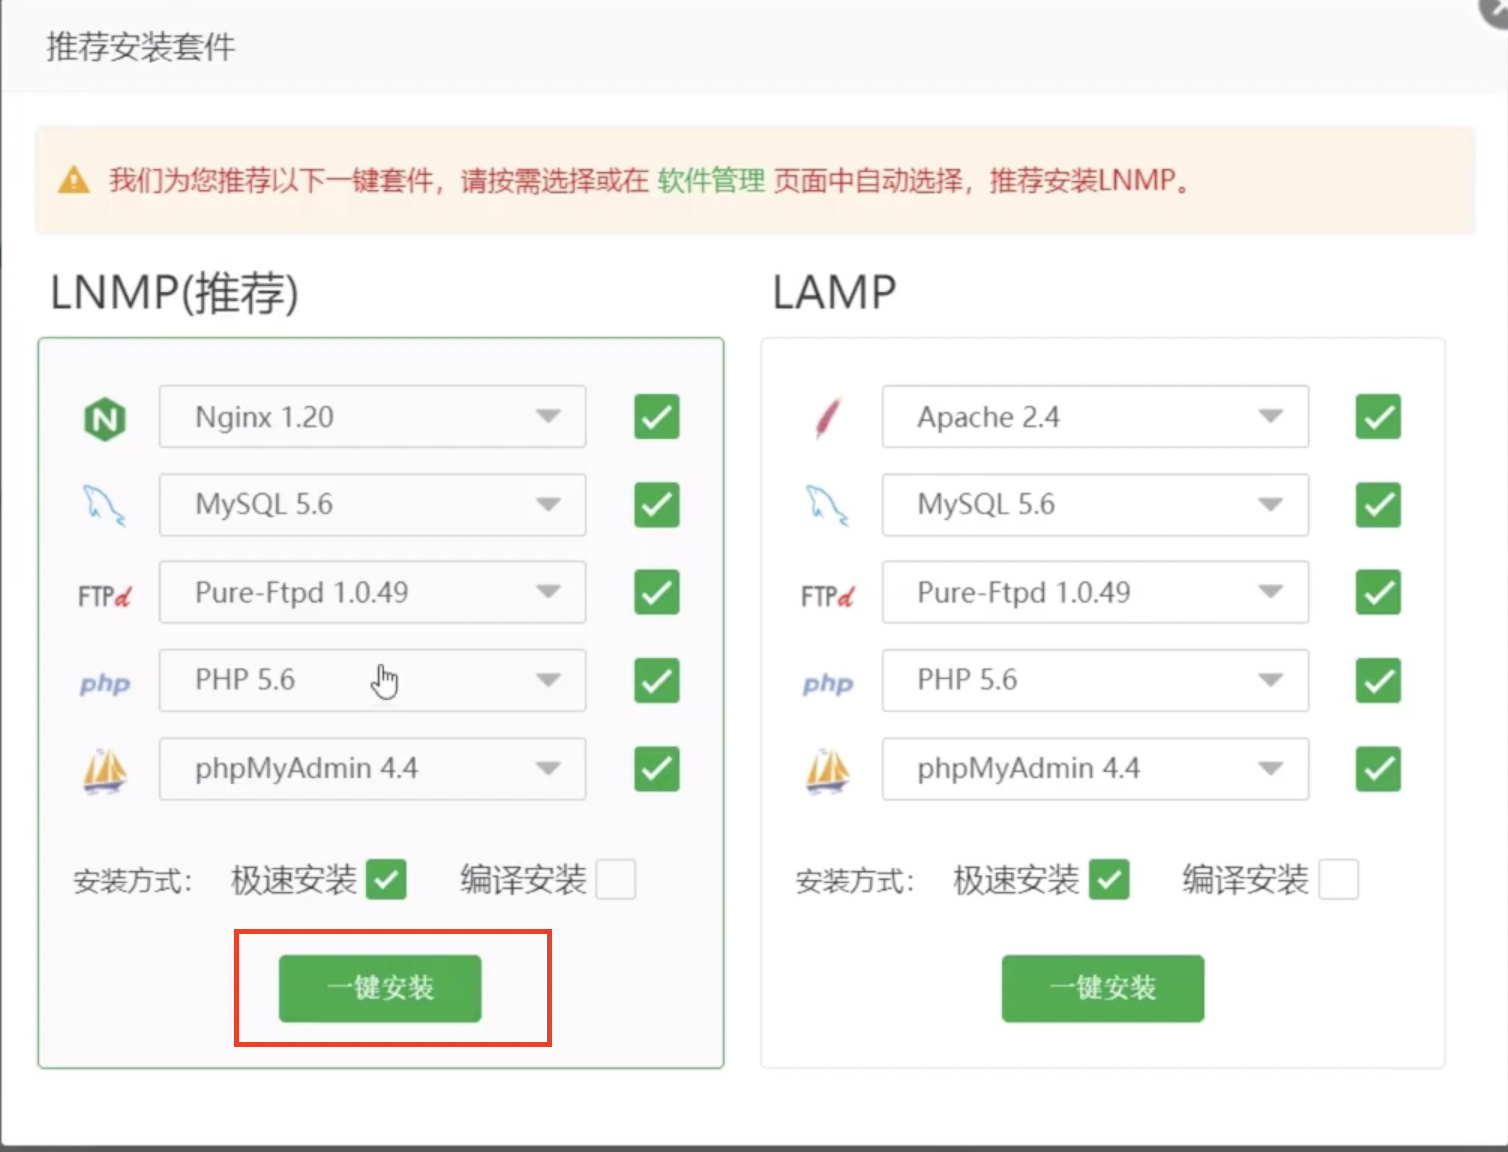 推荐安装套件
我们为您推荐以下一键套件，请按需选择或在 软件管理 页面中自动选择，推荐安装LNMP。
LNMP(推荐)
Nginx 1.20
MySQL 5.6
FTPd
Pure-Ftpd 1.0.49
php
PHP 5.6
phpMyAdmin 4.4
安装方式： 极速安装 编译安装
一键安装
LAMP
Apache 2.4
MySQL 5.6
FTPd
Pure-Ftpd 1.0.49
php
PHP 5.6
phpMyAdmin 4.4
安装方式： 极速安装 编译安装
一键安装